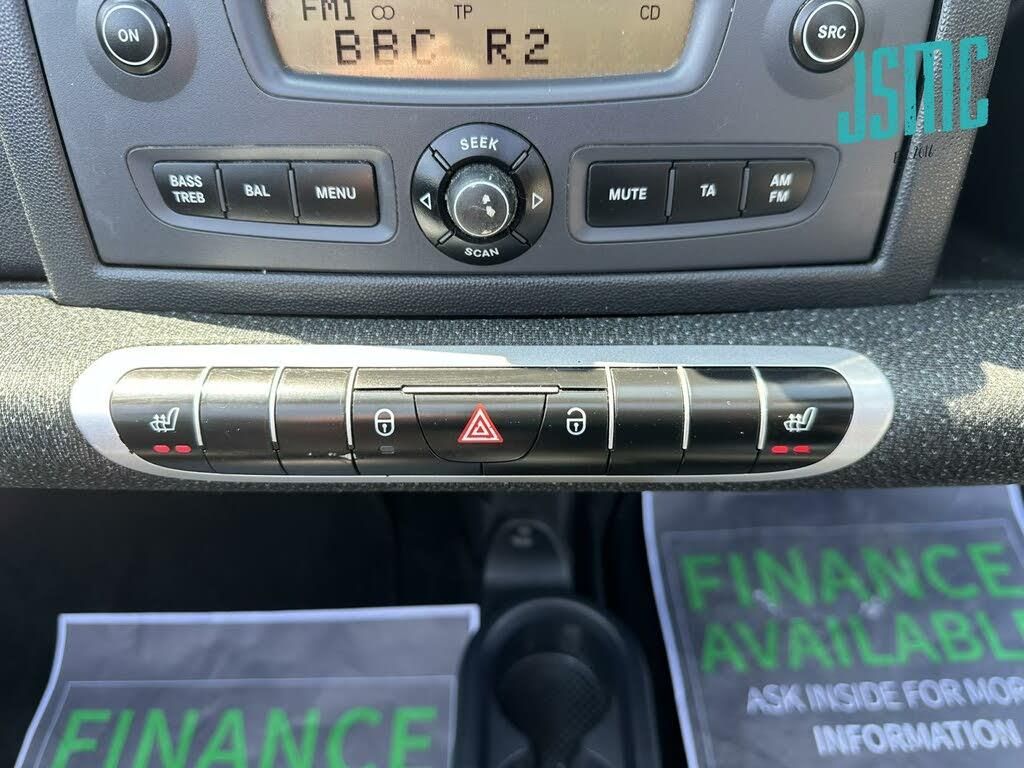 FM1 TP CD
BBC R2
ON
SRC
JSMC
SEEK
BASS
TREB
BAL
MENU
MUTE
TA
AM
FM
SCAN
FINANCE
FINANCE
AVAILABLE
ASK INSIDE FOR MOR
INFORMATION